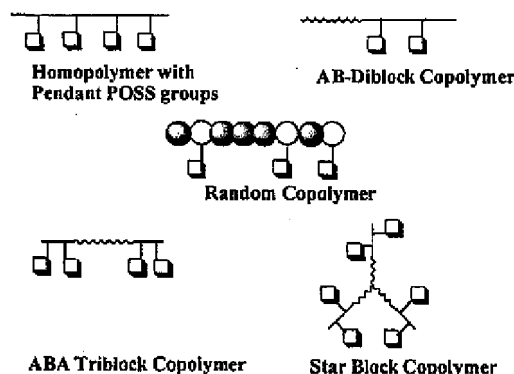 Homopolymer with
Pendant POSS groups
AB-Diblock Copolymer
Random Copolymer
ABA Triblock Copolymer
Star Block Copolymer